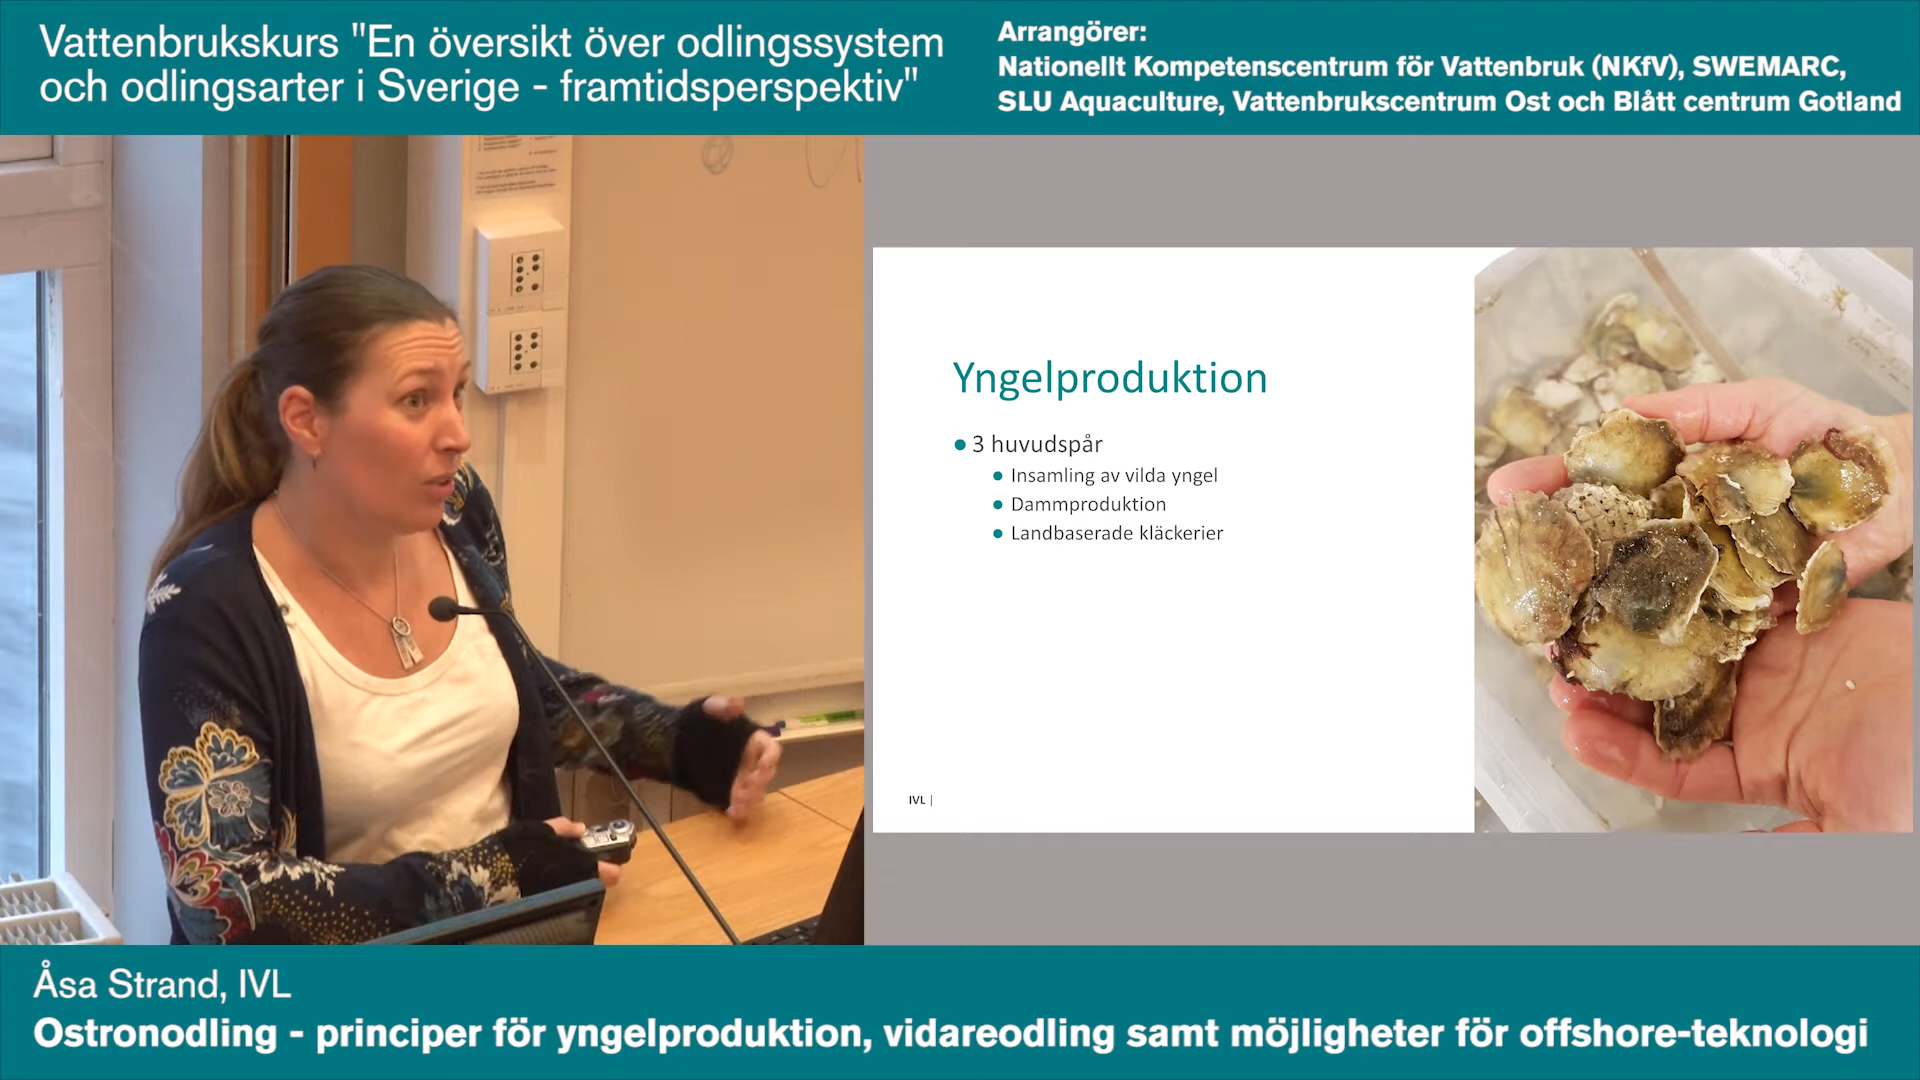 Vattenbrukskurs "En översikt över odlingssystem
och odlingsarter i Sverige - framtidsperspektiv"
Arrangörer:
Nationellt Kompetenscentrum för Vattenbruk (NKfV), SWEMARC,
SLU Aquaculture, Vattenbrukscentrum Ost och Blått centrum Gotland
Yngelproduktion
3 huvudspår
Insamling av vilda yngel
Dammproduktion
Landbaserade kläckerier
IVL |
Åsa Strand, IVL
Ostronodling - principer för yngelproduktion, vidareodling samt möjligheter för offshore-teknologi